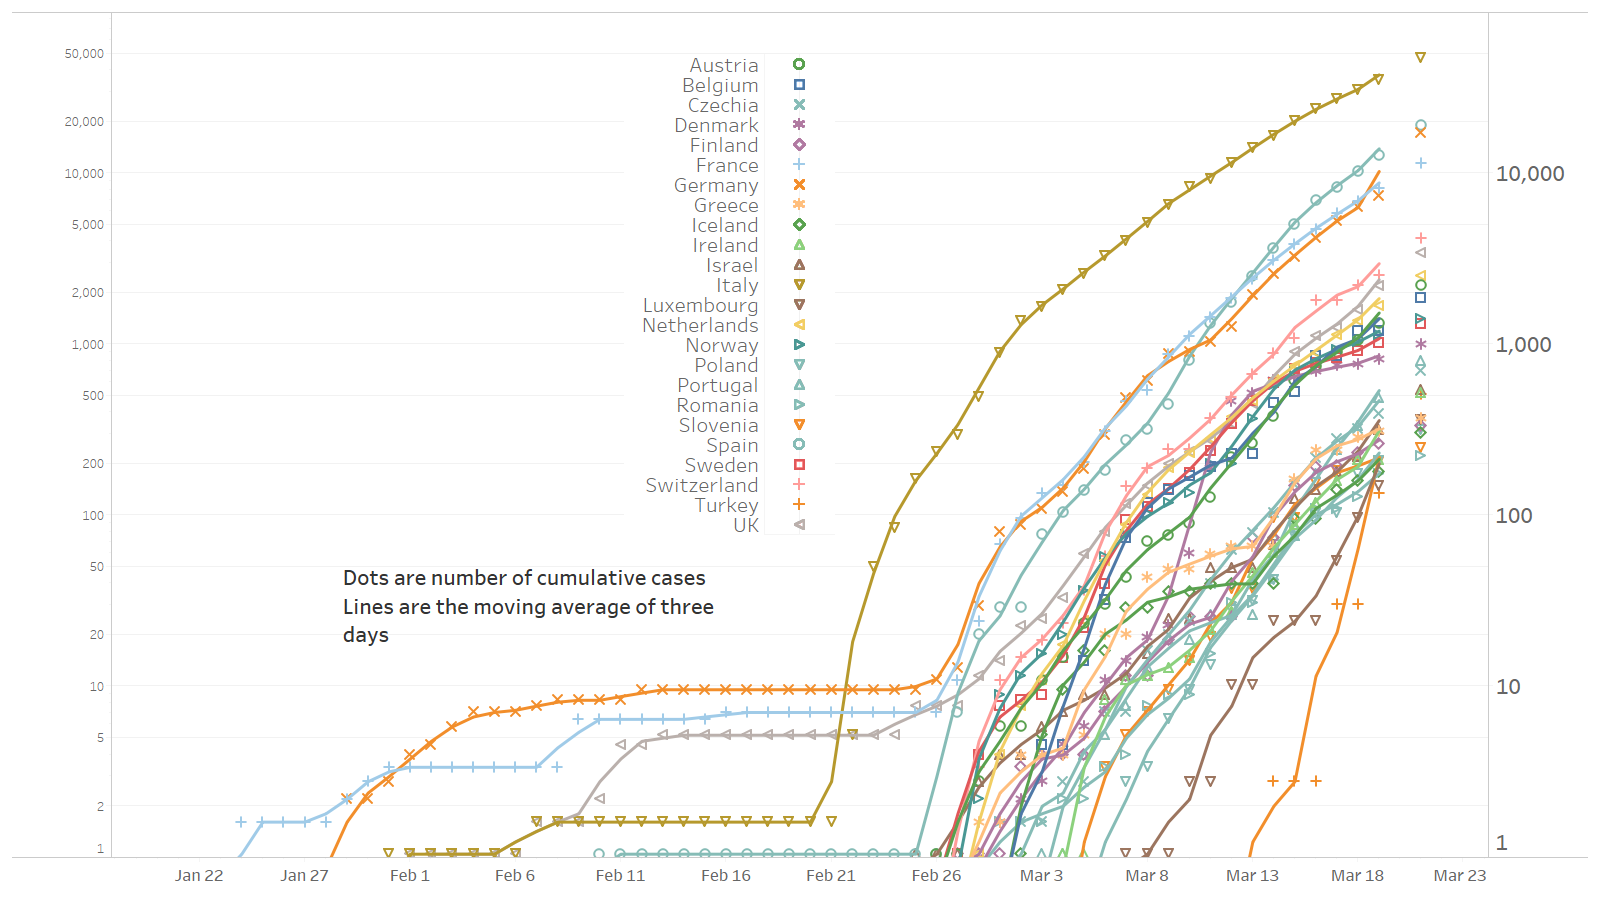 50,000
20,000
10,000
5,000
2,000
1,000
500
200
100
50
20
10
5
2
1
Austria
Belgium
Czechia
Denmark
Finland
France
Germany
Greece
Iceland
Ireland
Israel
Italy
Luxembourg
Netherlands
Norway
Poland
Portugal
Romania
Slovenia
Spain
Sweden
Switzerland
Turkey
UK
Dots are number of cumulative cases
Lines are the moving average of three
days
10,000
1,000
100
10
1
Jan 22 Jan 27 Feb 1 Feb 6 Feb 11 Feb 16 Feb 21 Feb 26 Mar 3 Mar 8 Mar 13 Mar 18 Mar 23